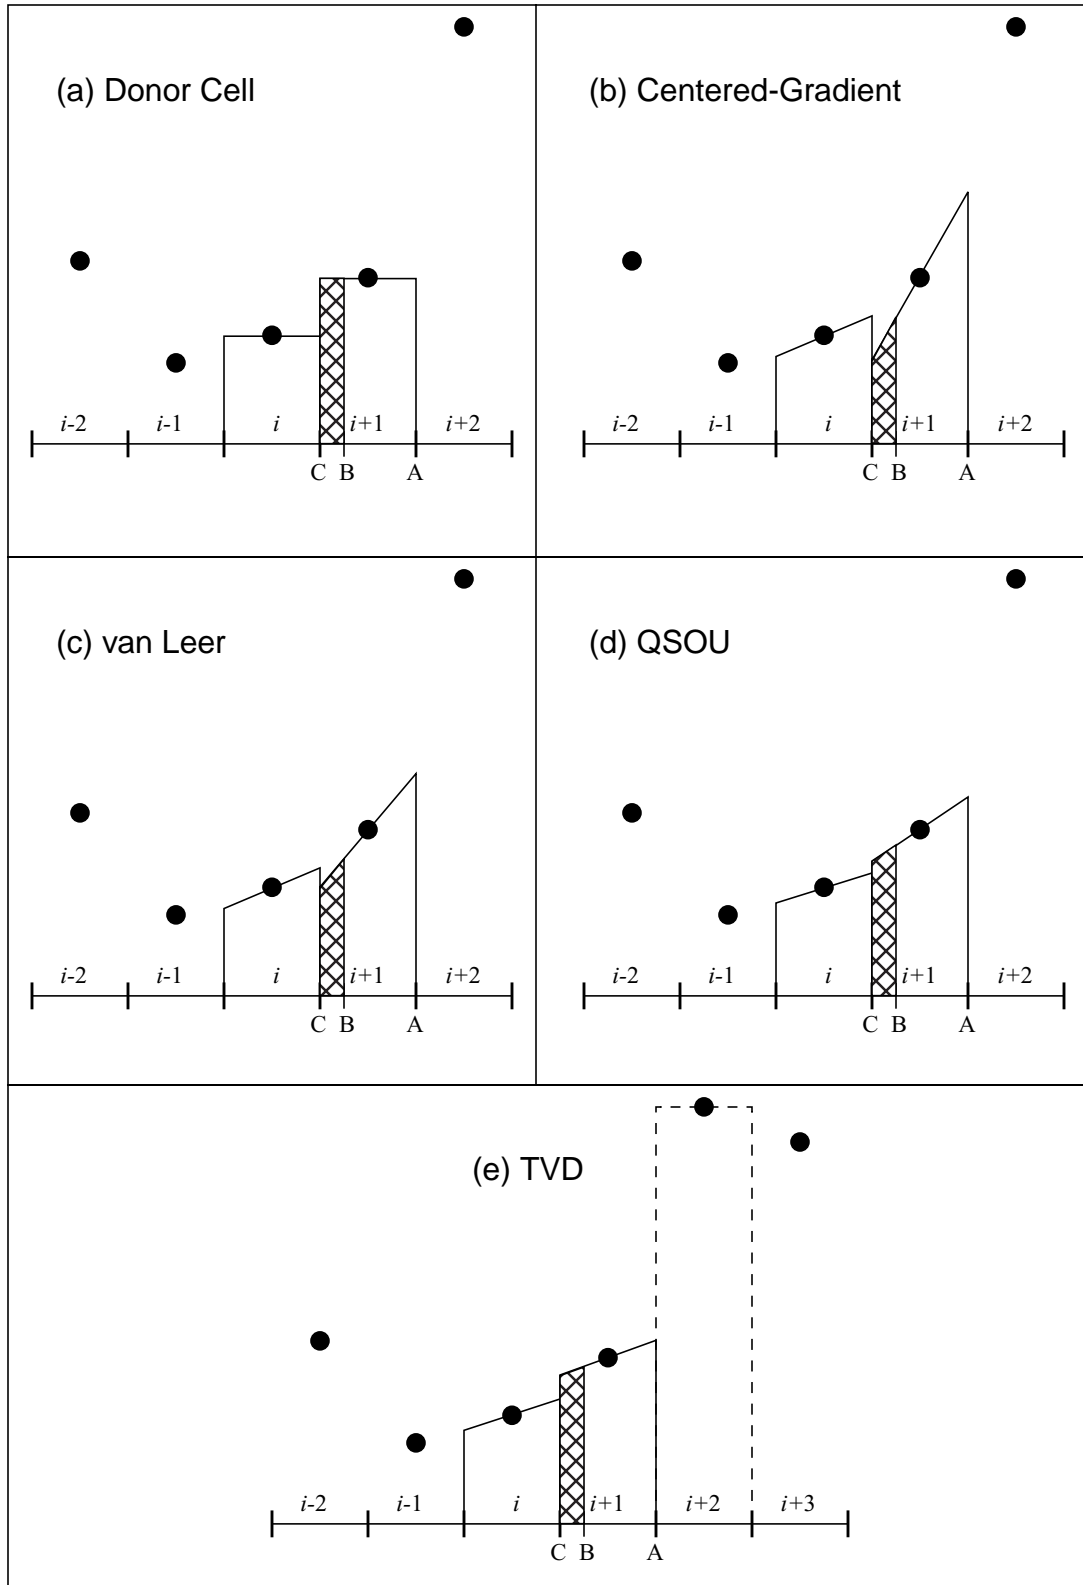 (a) Donor Cell
(b) Centered-Gradient
i-2 i-1 i i+1 i+2
C B A
i-2 i-1 i i+1 i+2
C B A
(c) van Leer
(d) QSOU
i-2 i-1 i i+1 i+2
C B A
i-2 i-1 i i+1 i+2
C B A
(e) TVD
i-2 i-1 i i+1 i+2 i+3
C B A